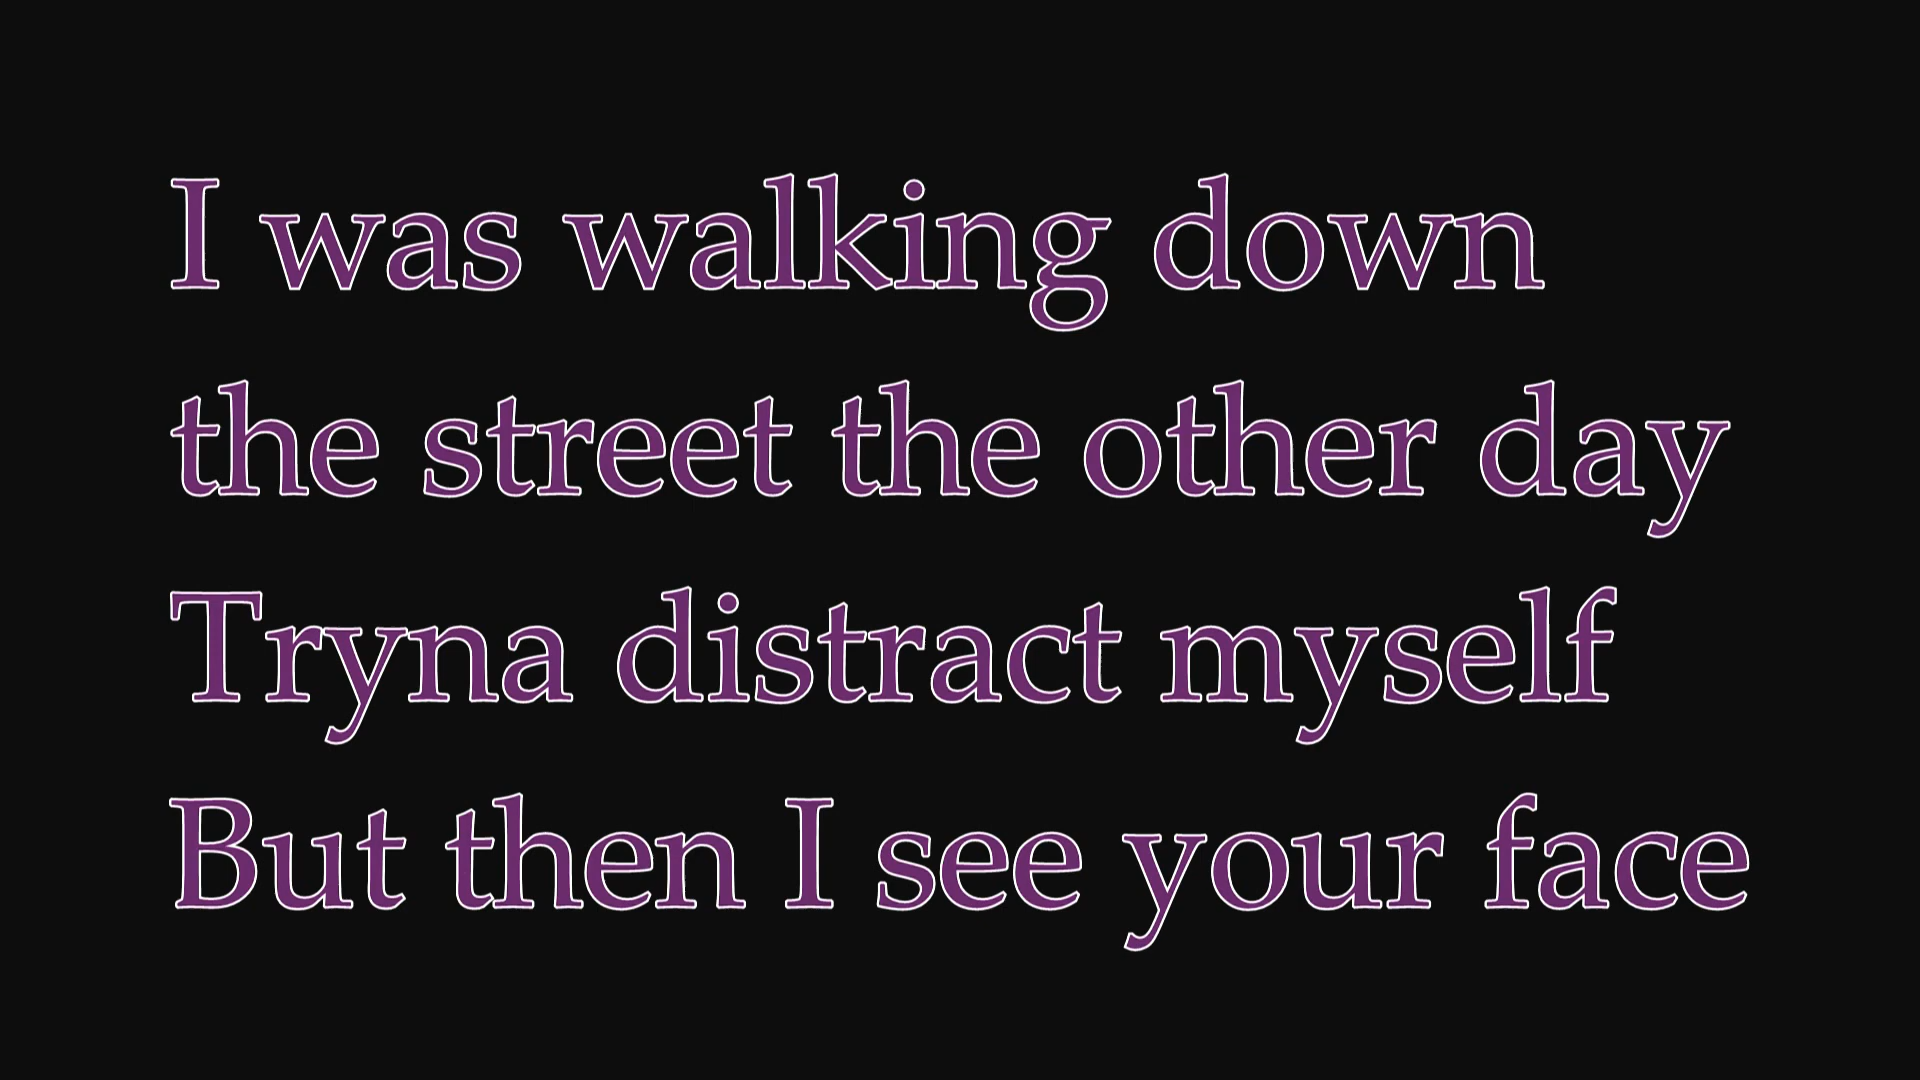 I was walking down
the street the other day
Tryna distract myself
But then I see your face